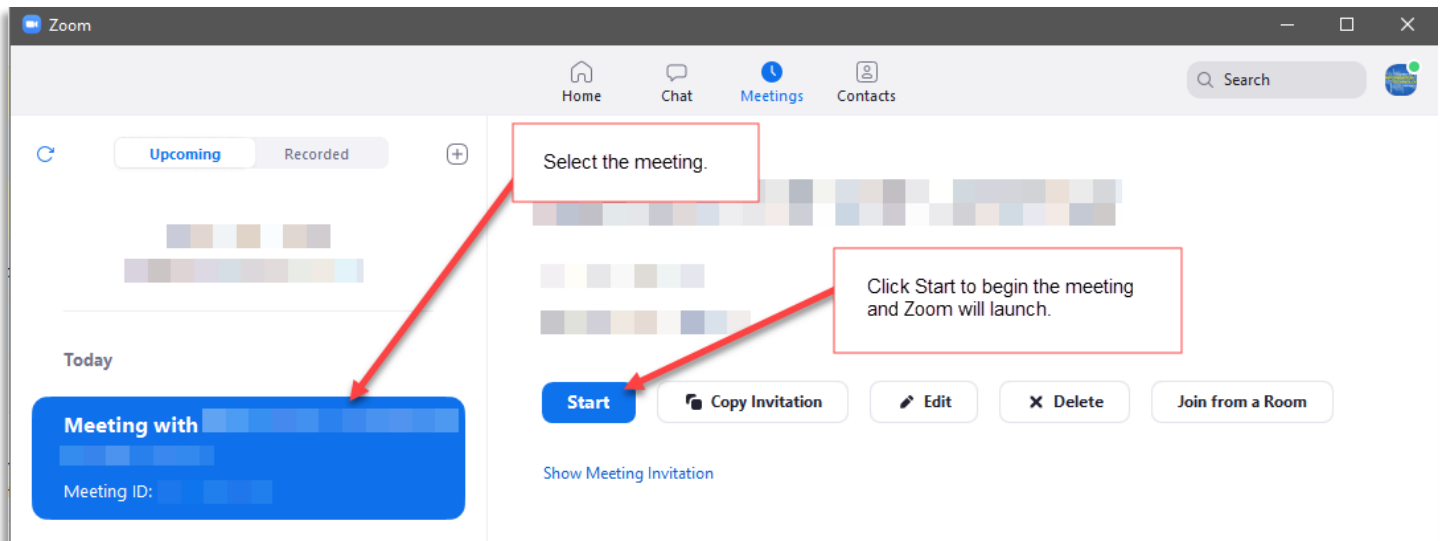 Zoom
Home
Chat
Meetings
Contacts
Search
Upcoming
Recorded
Select the meeting.
Click Start to begin the meeting
and Zoom will launch.
Today
Meeting with
Meeting ID:
Start
Copy Invitation
Edit
Delete
Join from a Room
Show Meeting Invitation